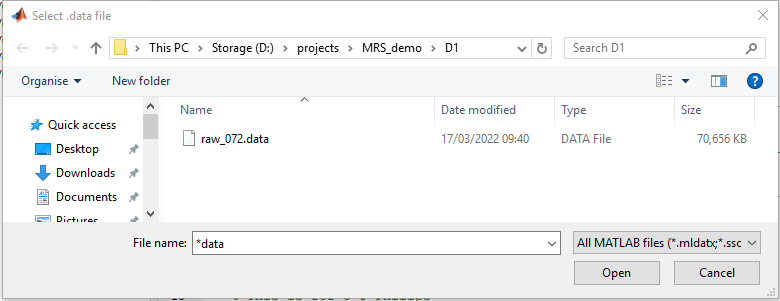 Select .data file
This PC > Storage (D:) > projects > MRS_demo > D1
Search D1
Organise
New folder
Name Date modified Type Size
Quick access
raw_072.data 17/03/2022 09:40 DATA File 70,656 KB
Desktop
Downloads
Documents
Pictures
File name: *data
All MATLAB files (*.mldatx;*.ssc
Open Cancel